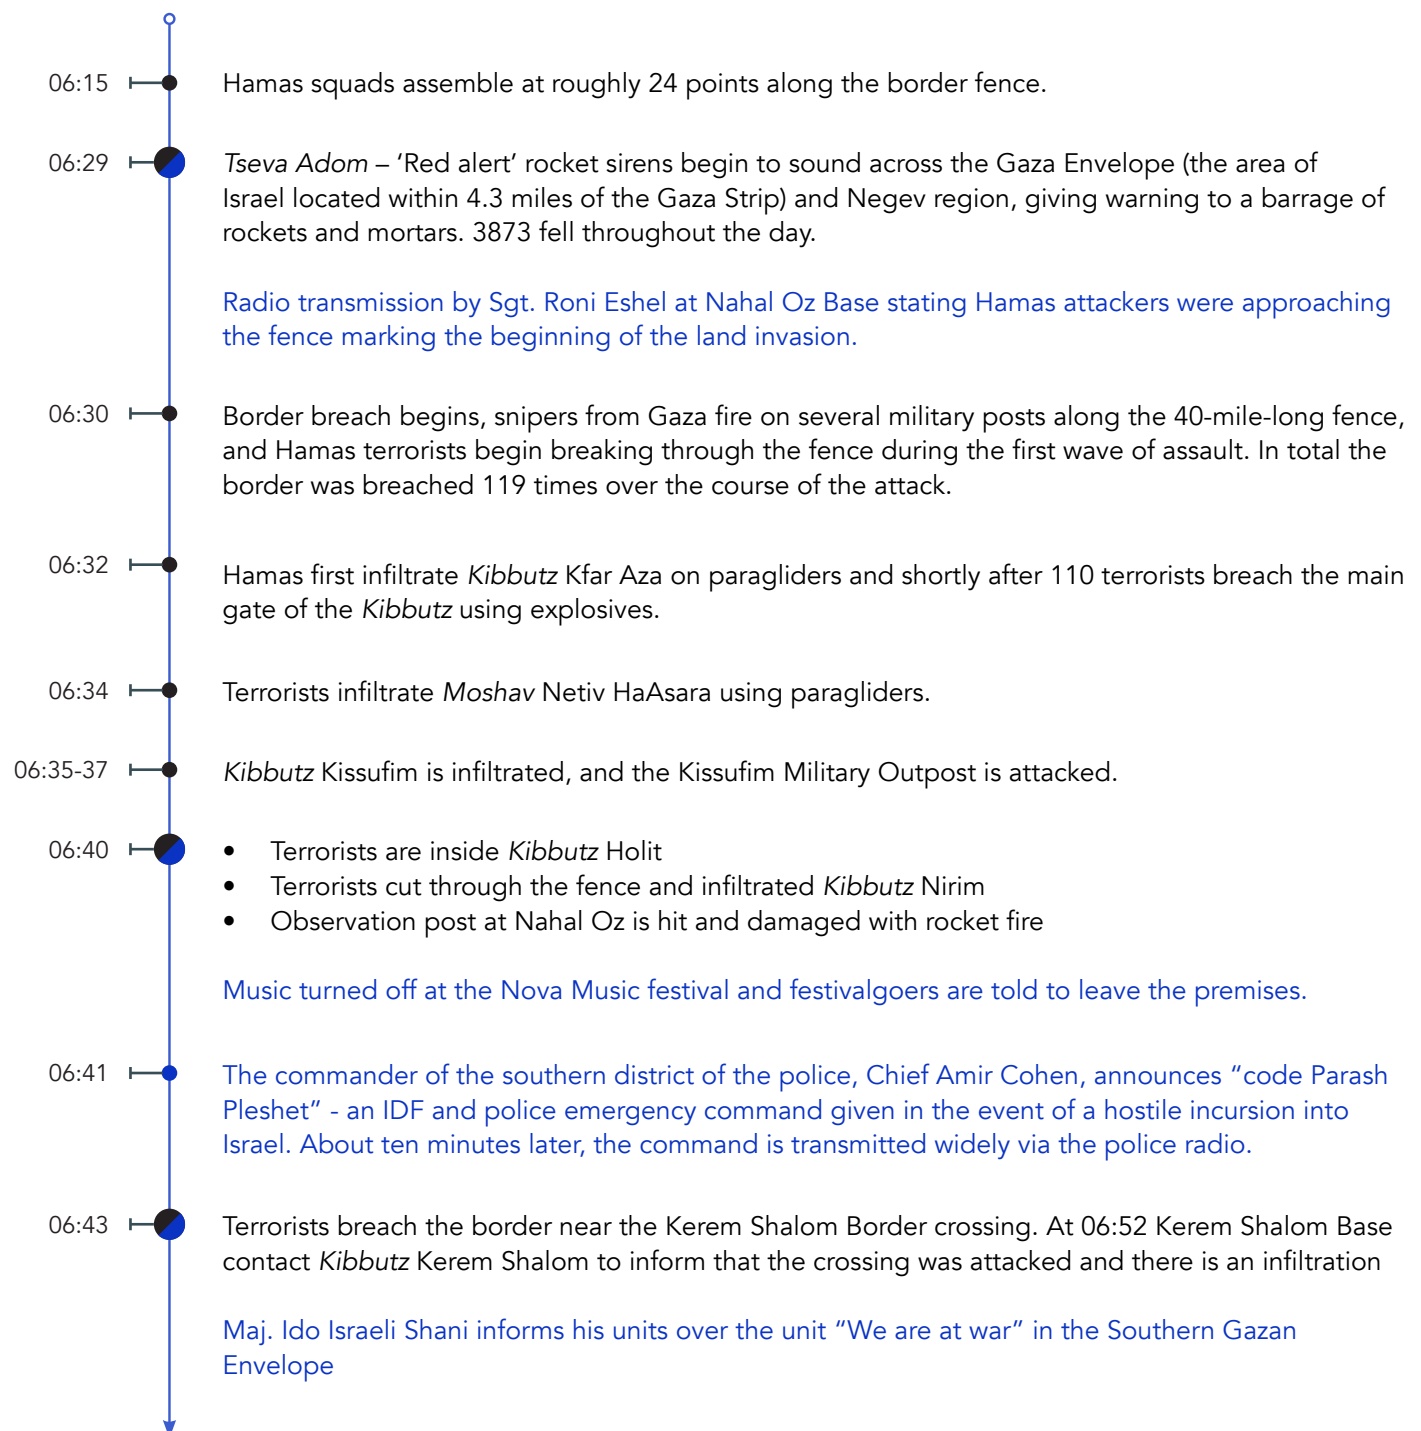 06:15 Hamas squads assemble at roughly 24 points along the border fence.
06:29 Tseva Adom – ‘Red alert’ rocket sirens begin to sound across the Gaza Envelope (the area of
Israel located within 4.3 miles of the Gaza Strip) and Negev region, giving warning to a barrage of
rockets and mortars. 3873 fell throughout the day.
Radio transmission by Sgt. Roni Eshel at Nahal Oz Base stating Hamas attackers were approaching
the fence marking the beginning of the land invasion.
06:30 Border breach begins, snipers from Gaza fire on several military posts along the 40-mile-long fence,
and Hamas terrorists begin breaking through the fence during the first wave of assault. In total the
border was breached 119 times over the course of the attack.
06:32 Hamas first infiltrate Kibbutz Kfar Aza on paragliders and shortly after 110 terrorists breach the main
gate of the Kibbutz using explosives.
06:34 Terrorists infiltrate Moshav Netiv HaAsara using paragliders.
06:35-37 Kibbutz Kissufim is infiltrated, and the Kissufim Military Outpost is attacked.
06:40 • Terrorists are inside Kibbutz Holit
• Terrorists cut through the fence and infiltrated Kibbutz Nirim
• Observation post at Nahal Oz is hit and damaged with rocket fire
Music turned off at the Nova Music festival and festivalgoers are told to leave the premises.
06:41 The commander of the southern district of the police, Chief Amir Cohen, announces “code Parash
Pleshet” - an IDF and police emergency command given in the event of a hostile incursion into
Israel. About ten minutes later, the command is transmitted widely via the police radio.
06:43 Terrorists breach the border near the Kerem Shalom Border crossing. At 06:52 Kerem Shalom Base
contact Kibbutz Kerem Shalom to inform that the crossing was attacked and there is an infiltration
Maj. Ido Israeli Shani informs his units over the unit “We are at war” in the Southern Gazan
Envelope